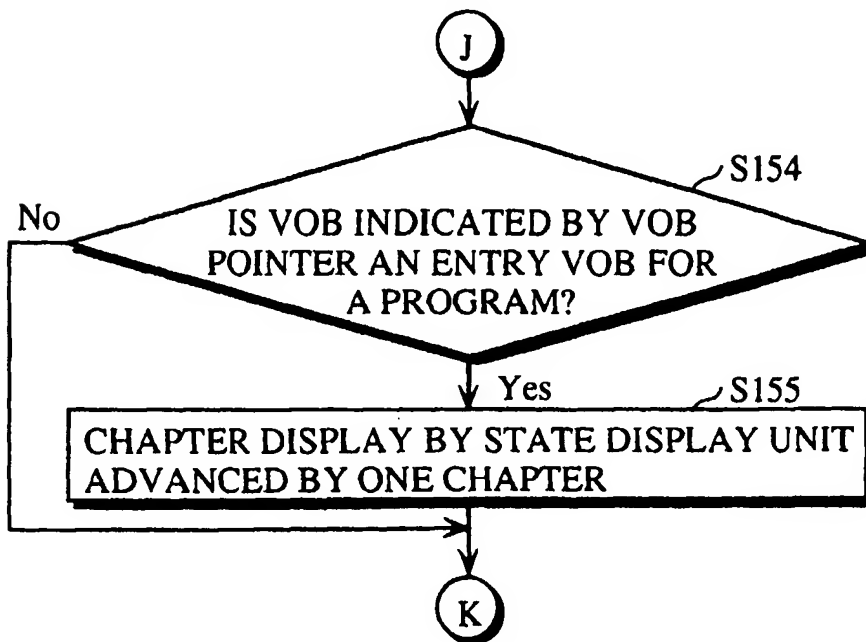 J
S154
No
IS VOB INDICATED BY VOB
POINTER AN ENTRY VOB FOR
A PROGRAM?
Yes
S155
CHAPTER DISPLAY BY STATE DISPLAY UNIT
ADVANCED BY ONE CHAPTER
K